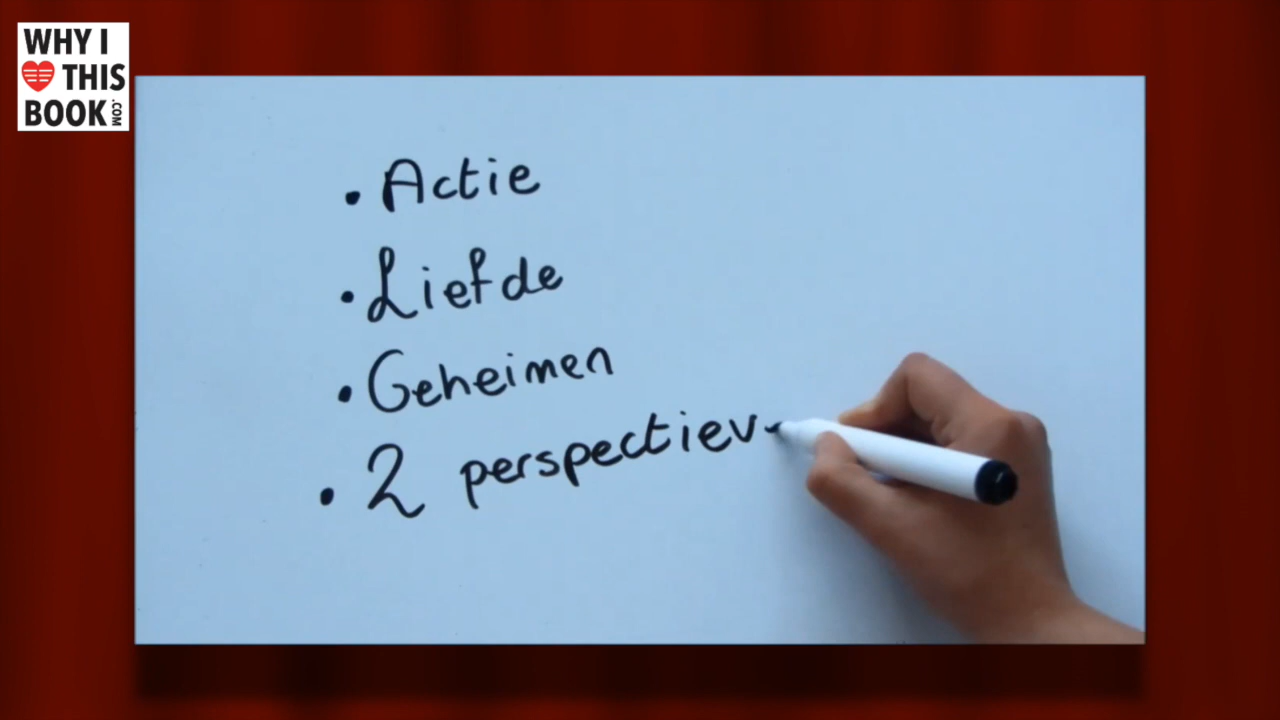 WHY I
THIS
BOOK.COM
• Actie
• Liefde
• Geheimen
• 2 perspectiev